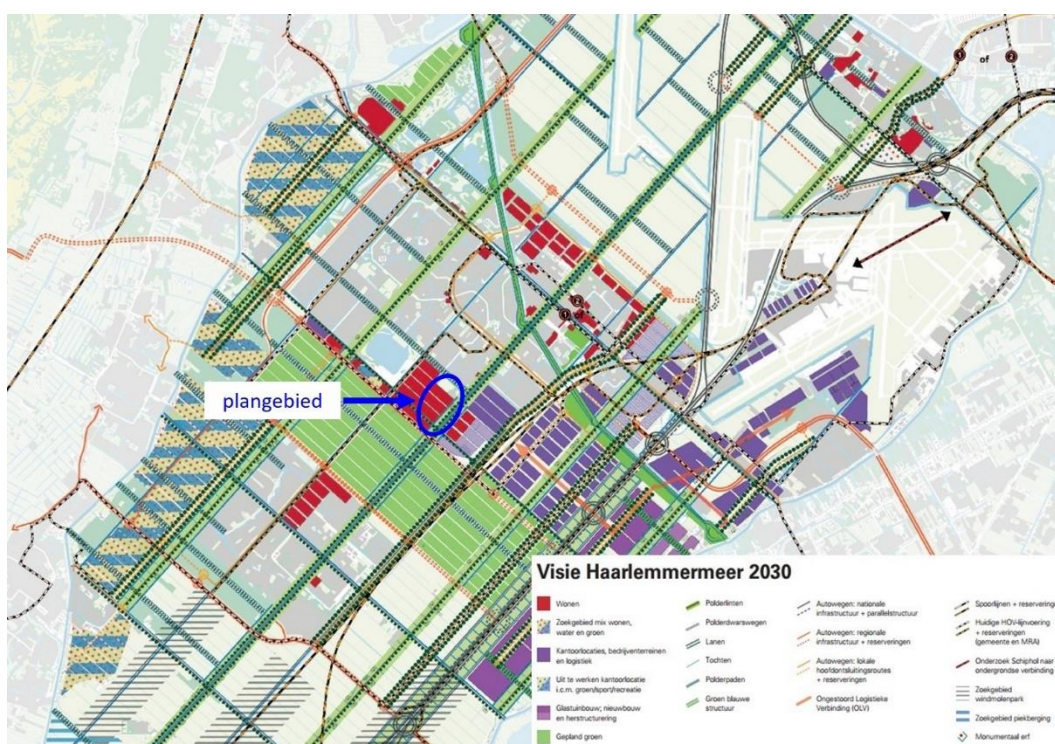 of
plangebied
Visie Haarlemmermeer 2030
Wonen
Zoekgebied mix wonen,
water en groen
Kantoorlocaties, bedrijventerreinen
en logistiek
Uit te werken kantoorlocatie
i.c.m. groen/sport/recreatie
Glastuinbouw; nieuwbouw
en herstructurering
Gepland groen
Polderlinten
Polderdwarswegen
Lanen
Tochten
Polderpaden
Groen blauwe
structuur
Autowegen: nationale
infrastructuur + parallelstructuur
Autowegen: regionale
infrastructuur + reserveringen
Autowegen: lokale
hoofdontsluitingsroutes
+ reserveringen
Ongestoord Logistieke
Verbinding (OLV)
Spoorlijnen + reservering
Huidige HOV-lijnvoering
+ reserveringen
(gemeente en MRA)
Onderzoek Schiphol naar
ondergrondse verbinding
Zoekgebied
windmolenpark
Zoekgebied piekberging
Monumentaal erf